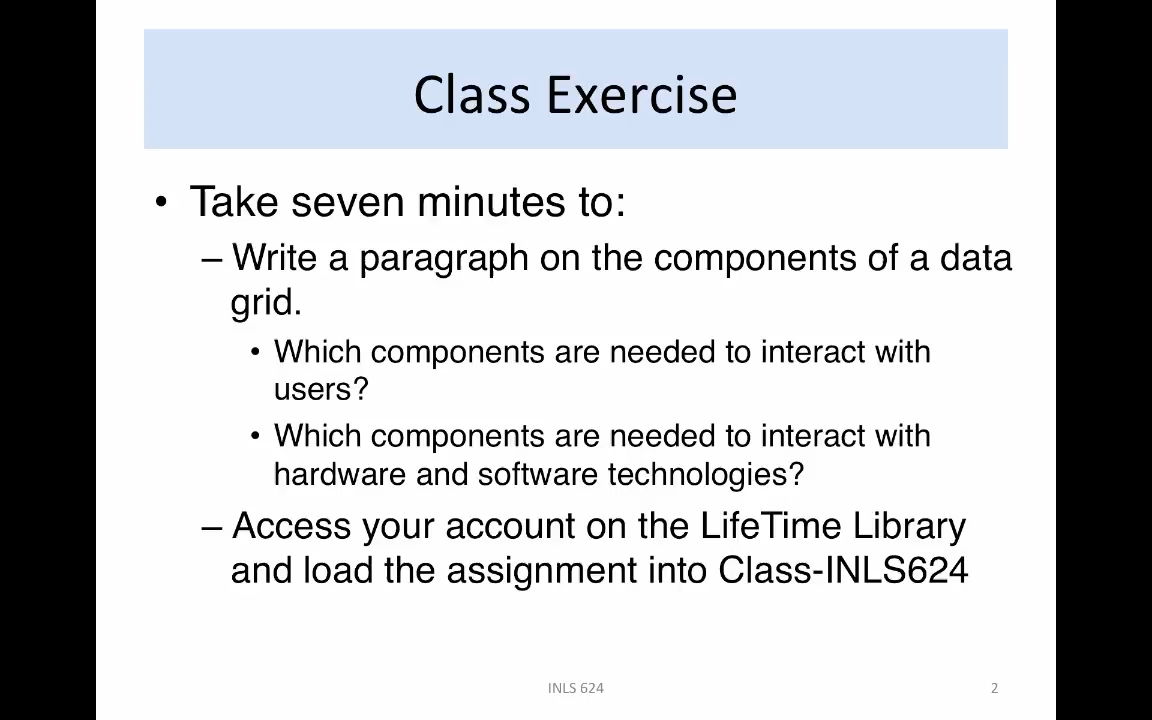 Class Exercise
• Take seven minutes to:
– Write a paragraph on the components of a data
grid.
• Which components are needed to interact with
users?
• Which components are needed to interact with
hardware and software technologies?
– Access your account on the LifeTime Library
and load the assignment into Class-INLS624
INLS 624
2